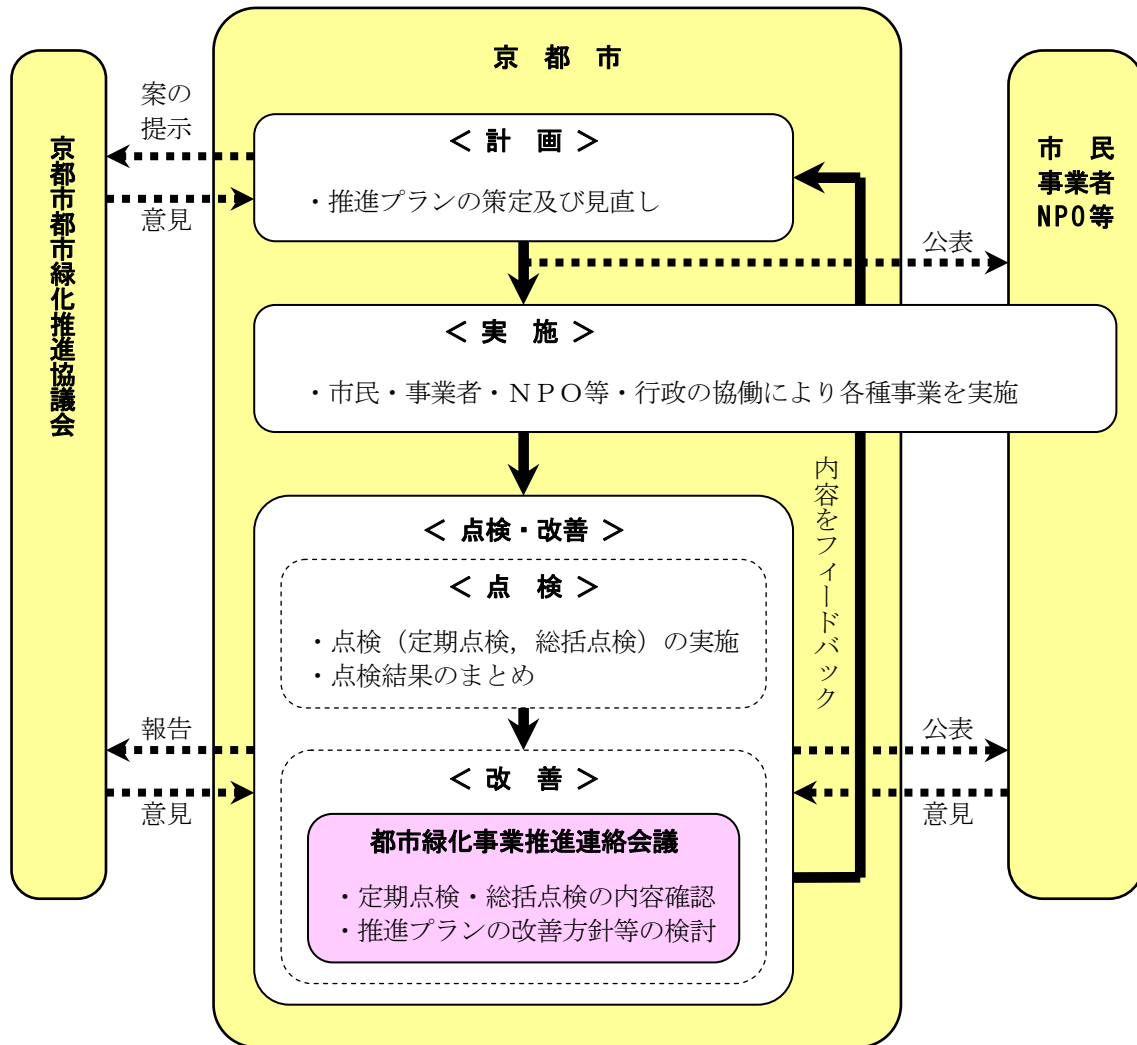 京 都 市
京都市都市緑化推進協議会
案の
提示
意見
＜ 計 画 ＞
・推進プランの策定及び見直し
市 民
事業者
NPO等
公表
＜ 実 施 ＞
・市民・事業者・ＮＰＯ等・行政の協働により各種事業を実施
内容をフィードバック
＜ 点検・改善 ＞
＜ 点 検 ＞
・点検（定期点検，総括点検）の実施
・点検結果のまとめ
報告
意見
公表
意見
＜ 改 善 ＞
都市緑化事業推進連絡会議
・定期点検・総括点検の内容確認
・推進プランの改善方針等の検討